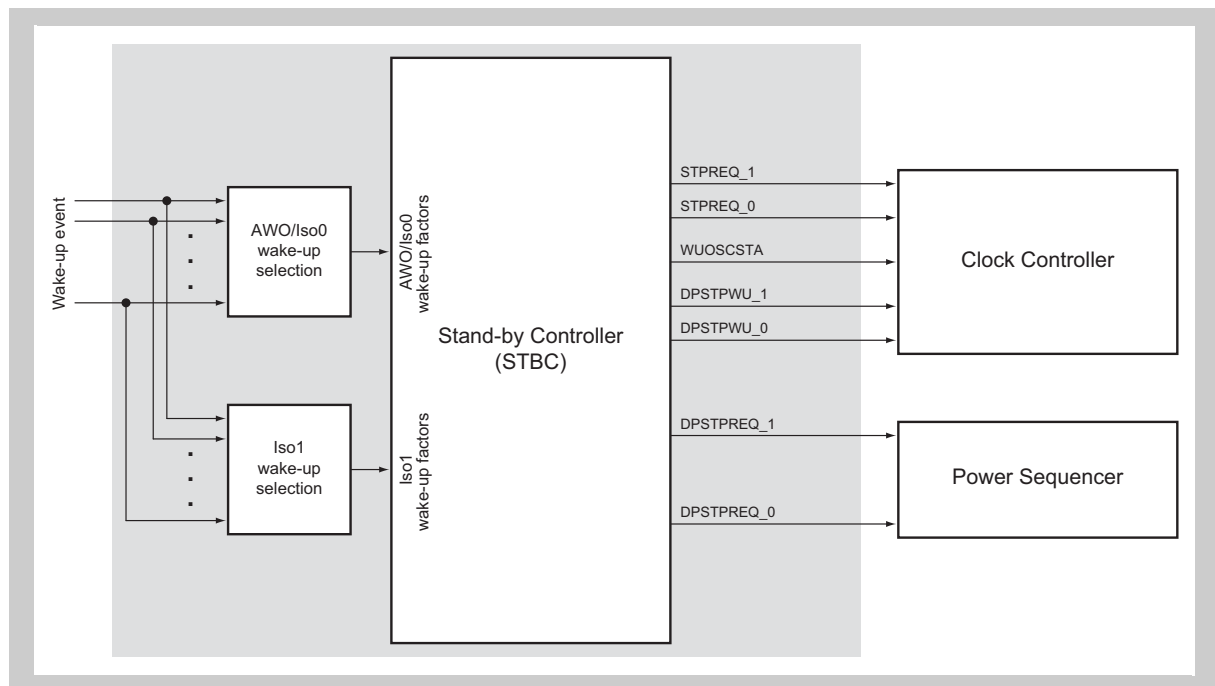 Wake-up event
AWO/Iso0
wake-up
selection
Iso1
wake-up
selection
AWO/Iso0
wake-up factors
Iso1
wake-up factors
Stand-by Controller
(STBC)
STPREQ_1
STPREQ_0
WUOSCSTA
DPSTPWU_1
DPSTPWU_0
DPSTPREQ_1
DPSTPREQ_0
Clock Controller
Power Sequencer